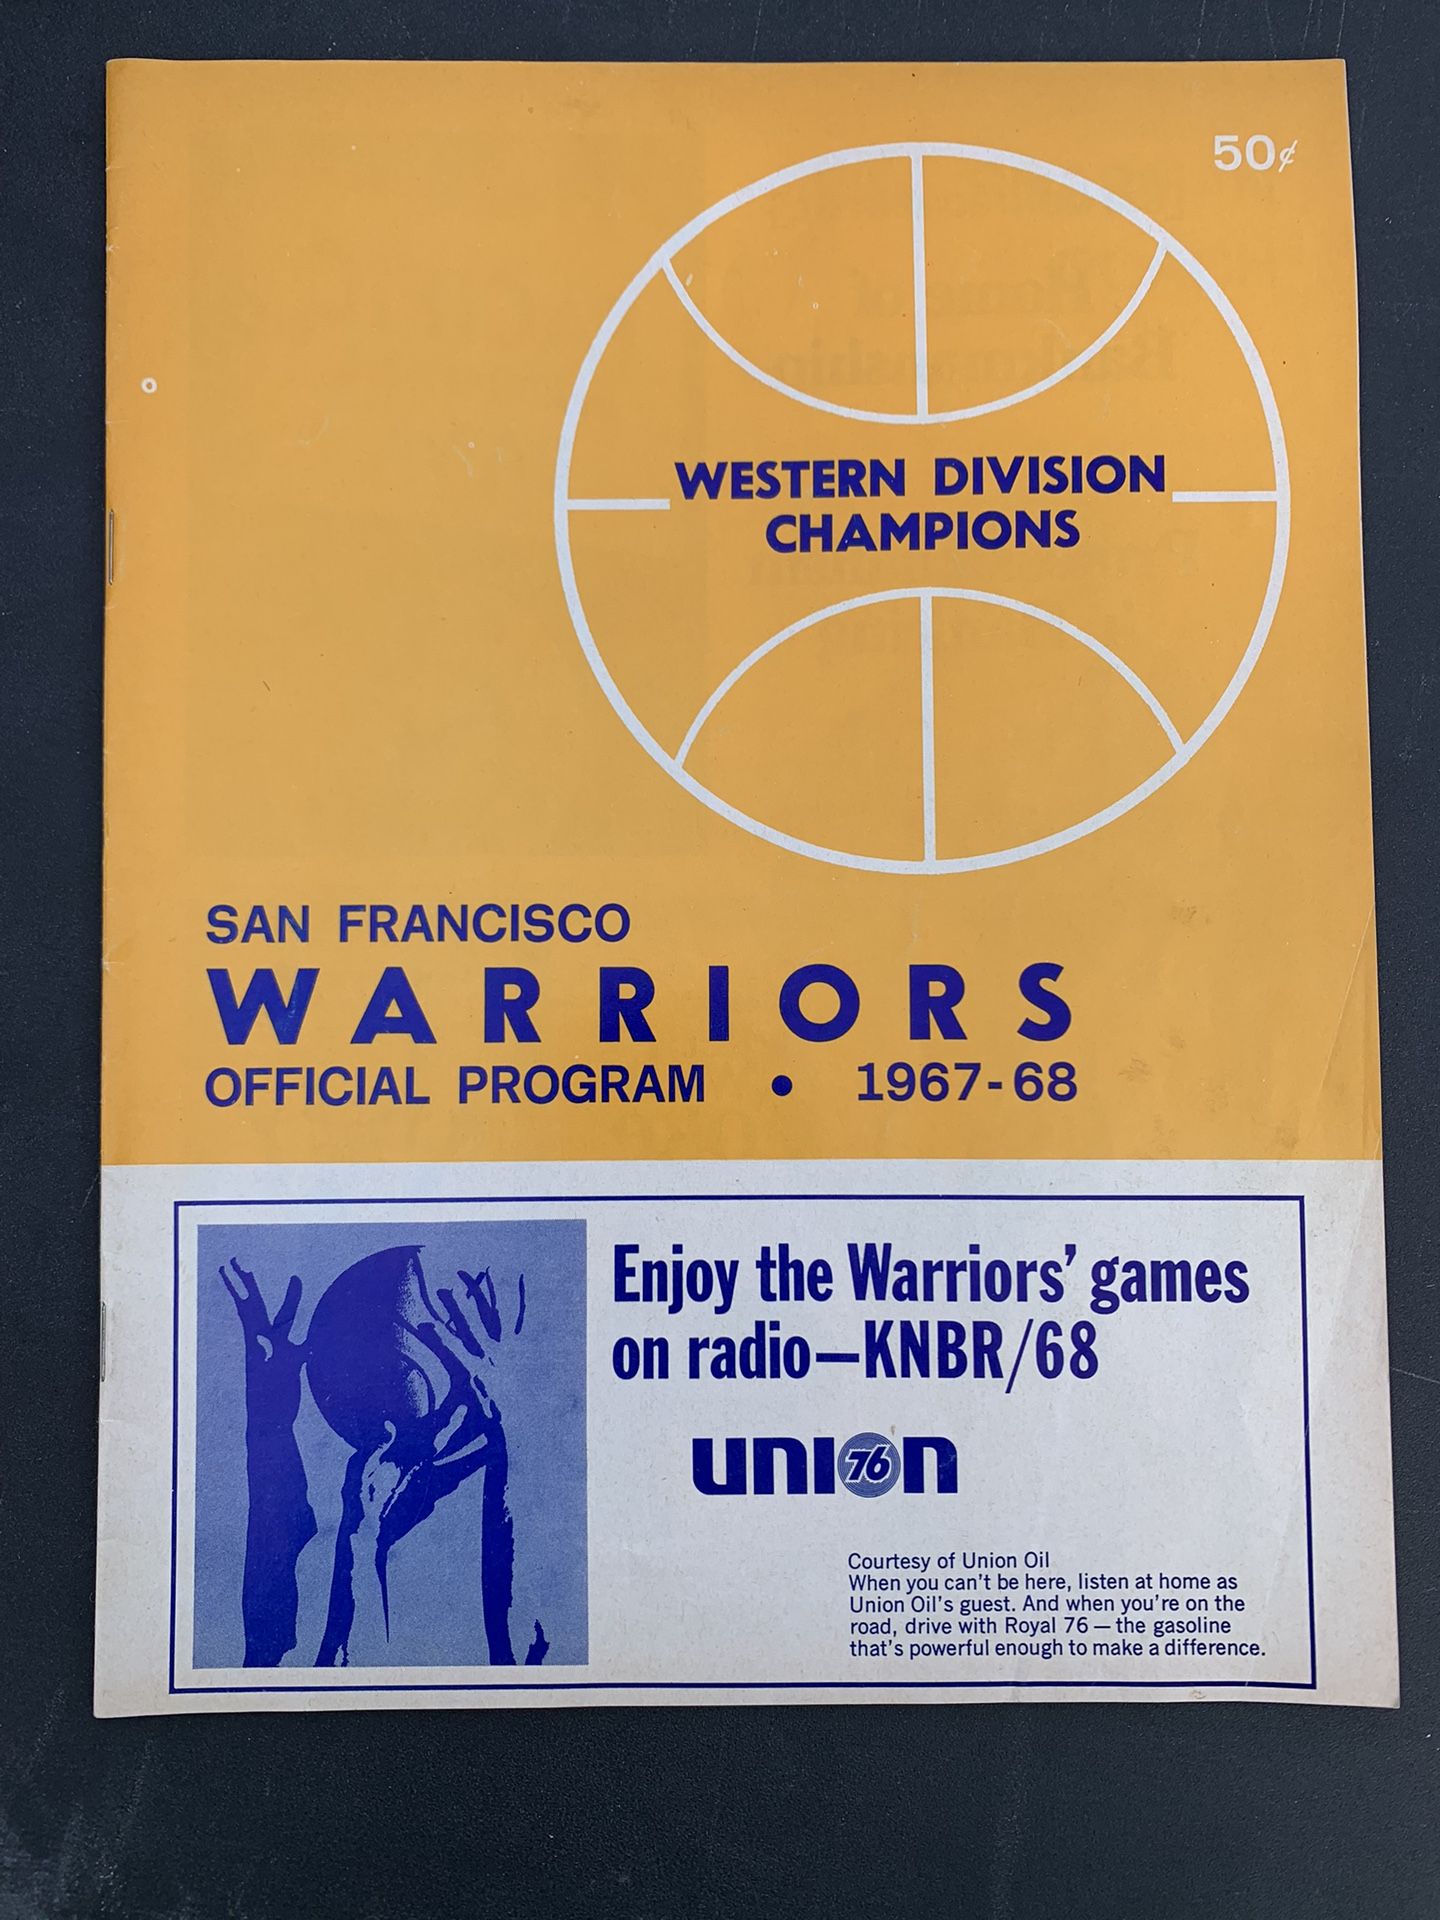 50¢
WESTERN DIVISION
CHAMPIONS
SAN FRANCISCO
WARRIORS
OFFICIAL PROGRAM • 1967-68
Enjoy the Warriors' games
on radio—KNBR/68
union 76
Courtesy of Union Oil
When you can't be here, listen at home as
Union Oil's guest. And when you're on the
road, drive with Royal 76 — the gasoline
that's powerful enough to make a difference.